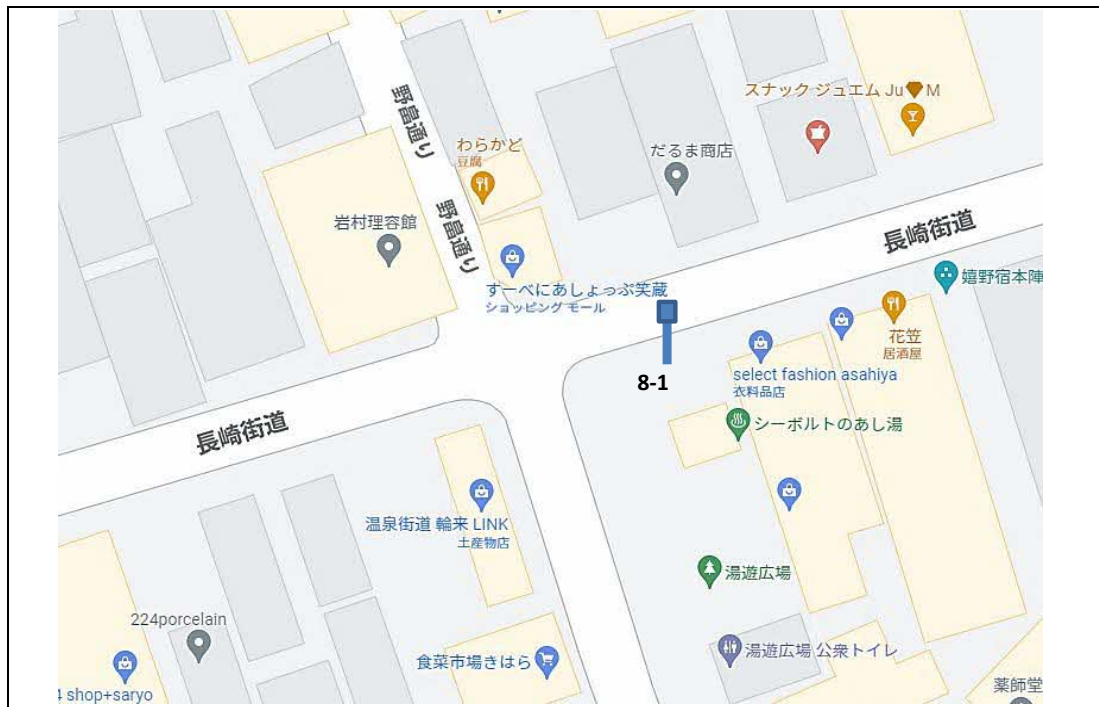 スナック ジュエム Ju M
野畠通り
わらかど
豆腐
だるま商店
岩村理容館
野畠通り
長崎街道
すーべにあしょっぷ笑蔵
ショッピング モール
嬉野宿本陣
花笠
居酒屋
8-1
select fashion asahiya
衣料品店
シーボルトのあし湯
長崎街道
温泉街道 輪来 LINK
土産物店
湯遊広場
224porcelain
食菜市場きはら
湯遊広場 公衆トイレ
薬師堂
4 shop+saryo